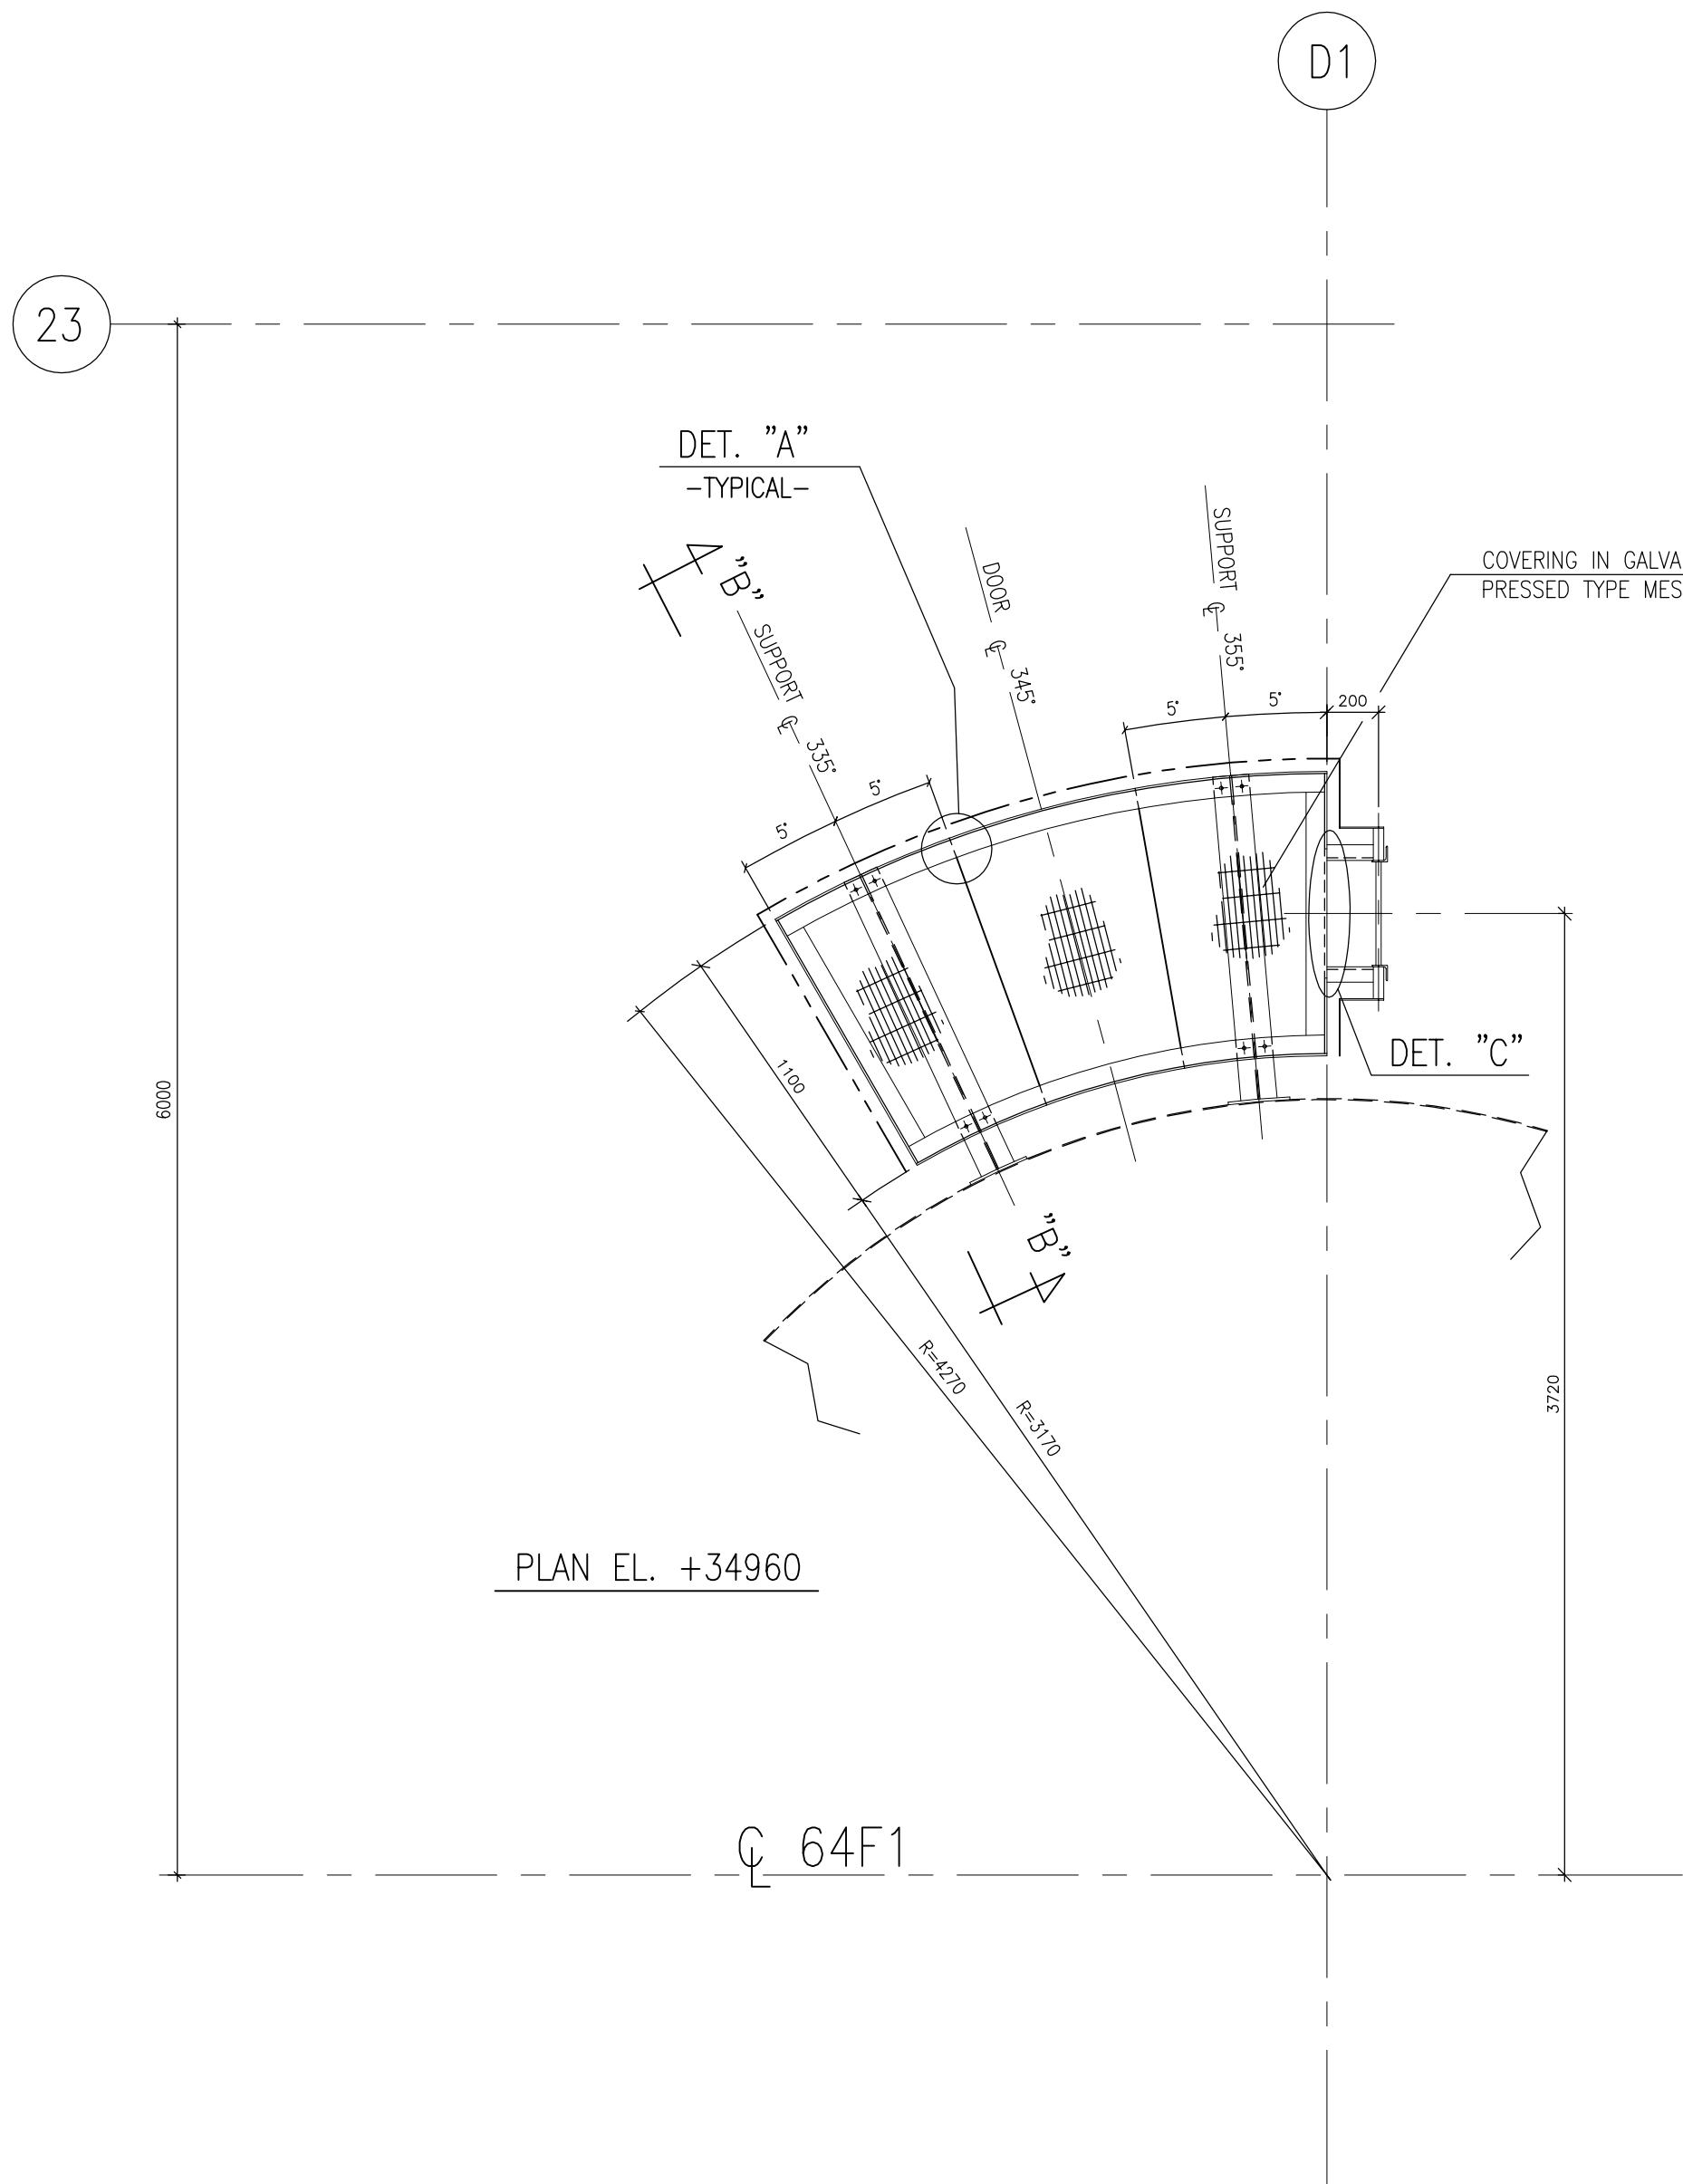 D1
23
DET. "A"
-TYPICAL-
"B"
SUPPORT ℄ 335°
DOOR ℄ 345°
SUPPORT ℄ 355°
COVERING IN GALVA
PRESSED TYPE MES
5°
5°
5°
5°
200
1100
6000
DET. "C"
"B"
R=4270
R=3170
3720
PLAN EL. +34960
℄ 64F1